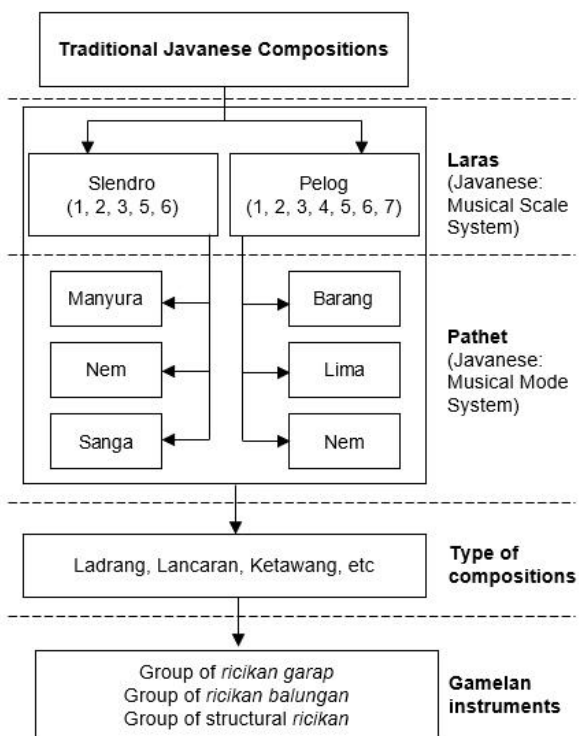 Traditional Javanese Compositions
Slendro
(1, 2, 3, 5, 6)
Pelog
(1, 2, 3, 4, 5, 6, 7)
Laras
(Javanese:
Musical Scale
System)
Manyura
Nem
Sanga
Barang
Lima
Nem
Pathet
(Javanese:
Musical Mode
System)
Ladrang, Lancaran, Ketawang, etc
Type of
compositions
Group of ricikan garap
Group of ricikan balungan
Group of structural ricikan
Gamelan
instruments